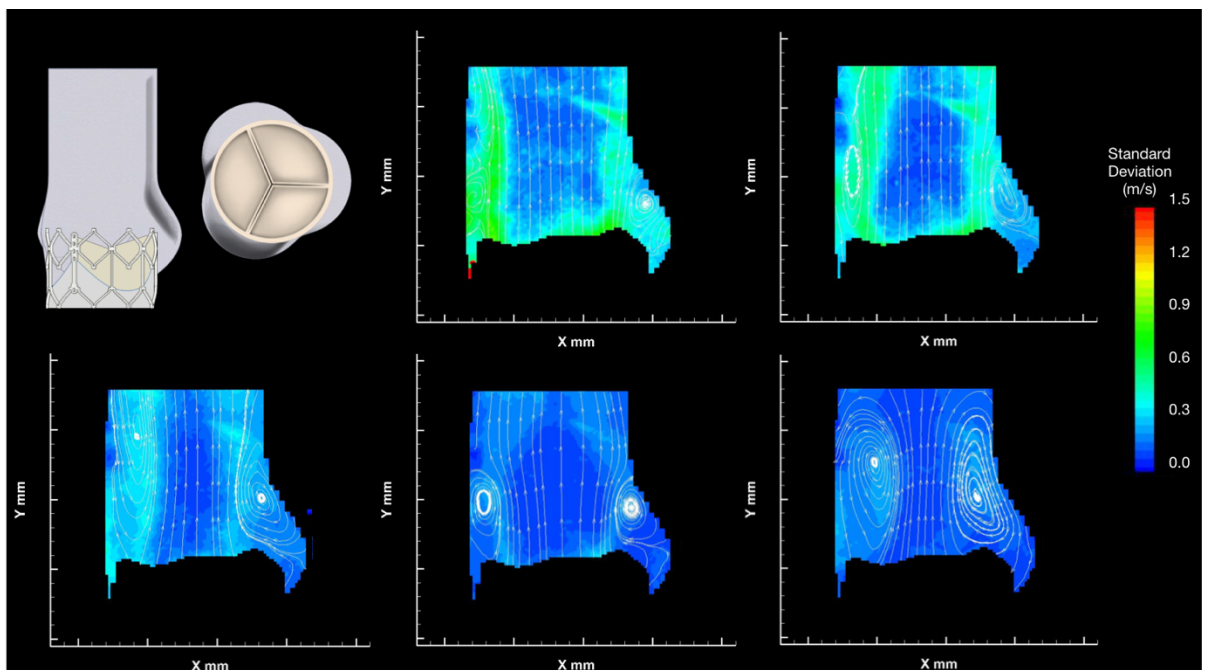 Y mm
X mm
Y mm
X mm
Standard
Deviation
(m/s)
1.5
1.2
0.9
0.6
0.3
0.0
Y mm
X mm
Y mm
X mm
Y mm
X mm